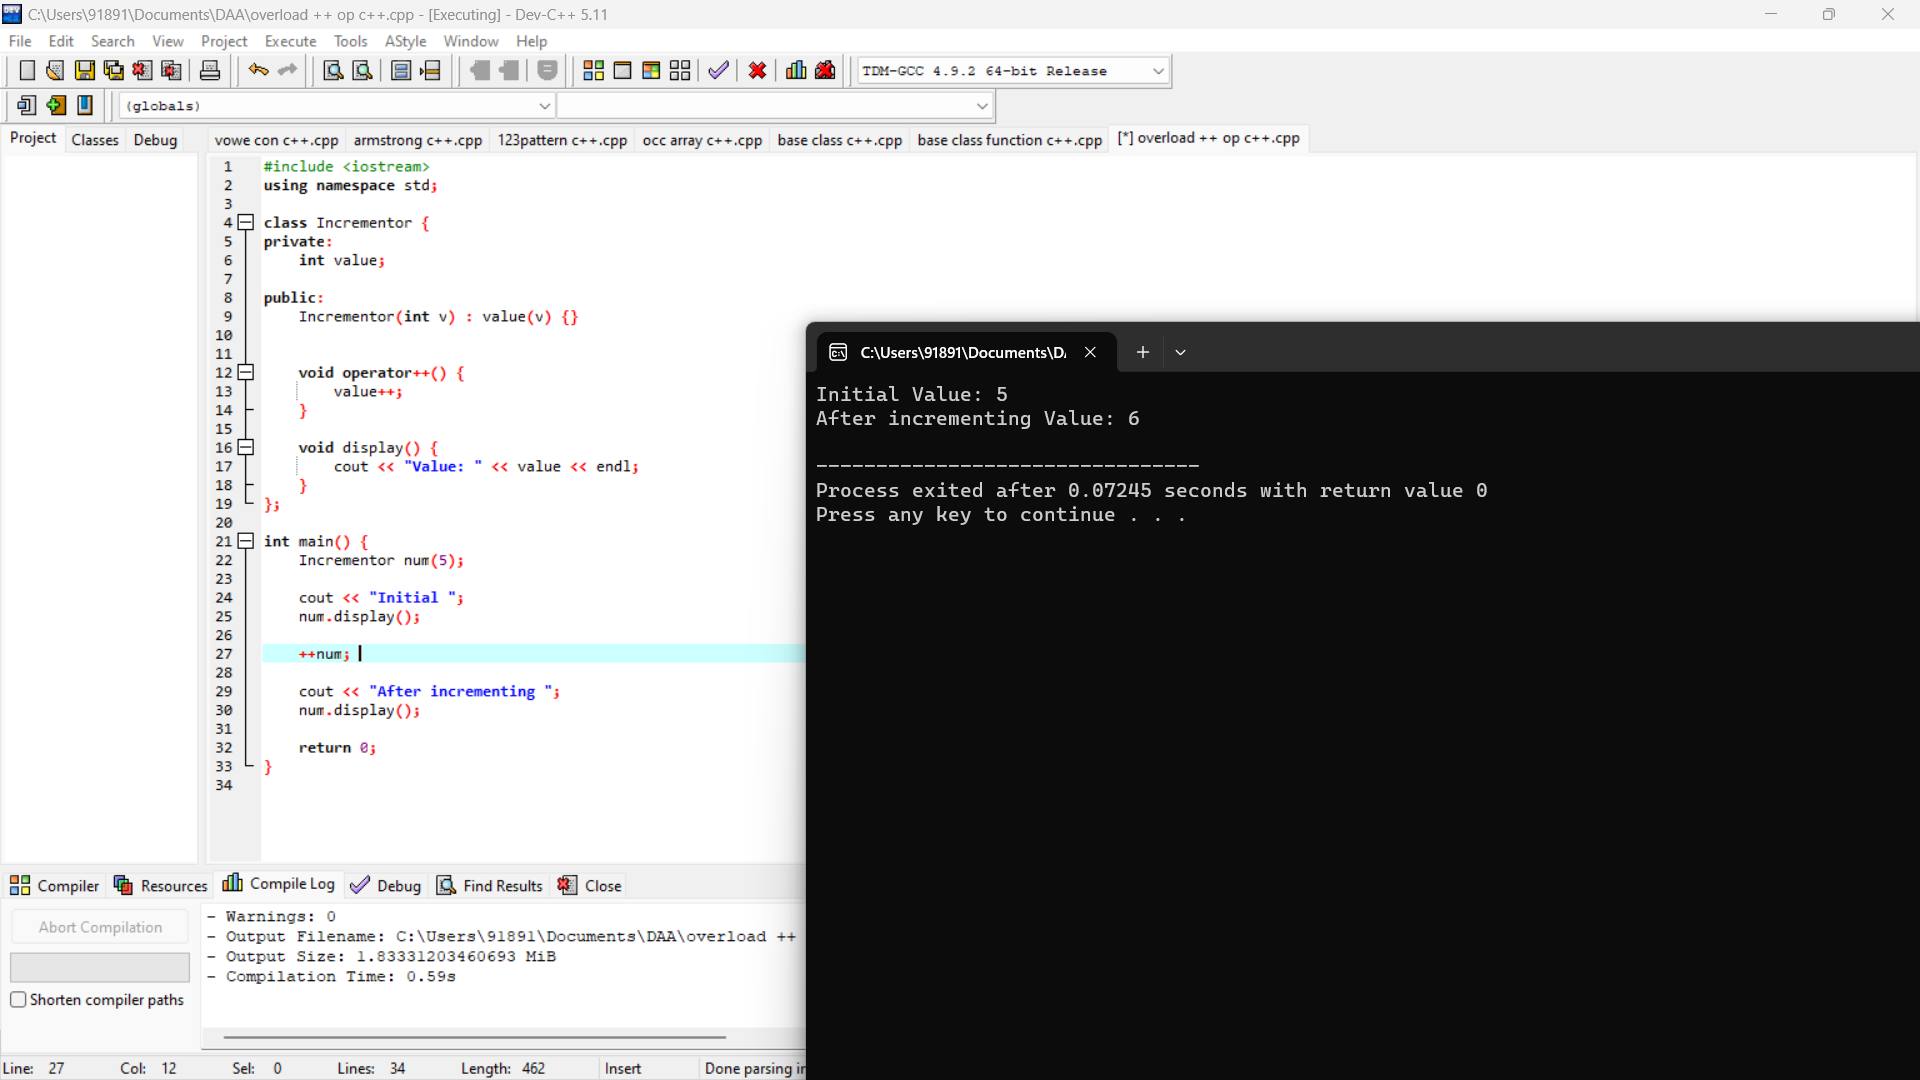 C:\Users\91891\Documents\DAA\overload ++ op c++.cpp - [Executing] - Dev-C++ 5.11
File Edit Search View Project Execute Tools AStyle Window Help
TDM-GCC 4.9.2 64-bit Release
(globals)
Project Classes Debug
vowe con c++.cpp armstrong c++.cpp 123pattern c++.cpp occ array c++.cpp base class c++.cpp base class function c++.cpp [*] overload ++ op c++.cpp
1 #include <iostream>
2 using namespace std;
3
4 class Incrementor {
5 private:
6     int value;
7
8 public:
9     Incrementor(int v) : value(v) {}
10
11
12     void operator++() {
13         value++;
14     }
15
16     void display() {
17         cout << "Value: " << value << endl;
18     }
19 };
20
21 int main() {
22     Incrementor num(5);
23
24     cout << "Initial ";
25     num.display();
26
27     ++num;
28
29     cout << "After incrementing ";
30     num.display();
31
32     return 0;
33 }
34
C:\Users\91891\Documents\D
Initial Value: 5
After incrementing Value: 6
--------------------------------
Process exited after 0.07245 seconds with return value 0
Press any key to continue . . .
Compiler Resources Compile Log Debug Find Results Close
Abort Compilation
Shorten compiler paths
- Warnings: 0
- Output Filename: C:\Users\91891\Documents\DAA\overload ++
- Output Size: 1.83331203460693 MiB
- Compilation Time: 0.59s
Line: 27 Col: 12 Sel: 0 Lines: 34 Length: 462 Insert Done parsing